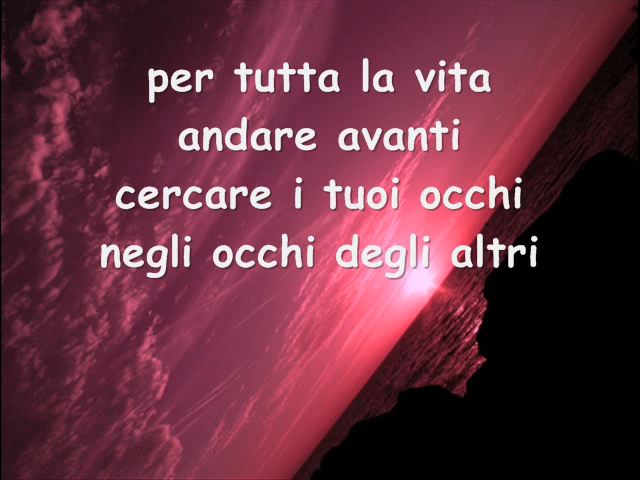 per tutta la vita
andare avanti
cercare i tuoi occhi
negli occhi degli altri